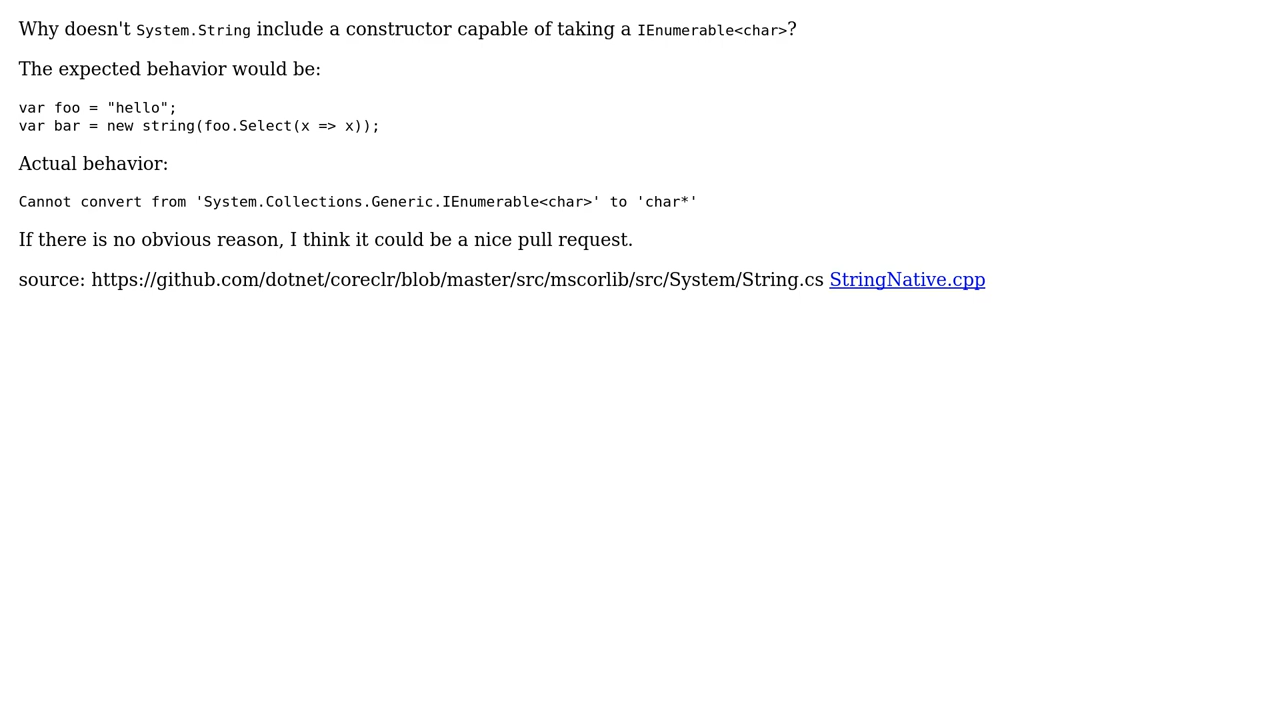 Why doesn't System.String include a constructor capable of taking a IEnumerable<char>?
The expected behavior would be:
var foo = "hello";
var bar = new string(foo.Select(x => x));
Actual behavior:
Cannot convert from 'System.Collections.Generic.IEnumerable<char>' to 'char*'
If there is no obvious reason, I think it could be a nice pull request.
source: https://github.com/dotnet/coreclr/blob/master/src/mscorlib/src/System/String.cs StringNative.cpp